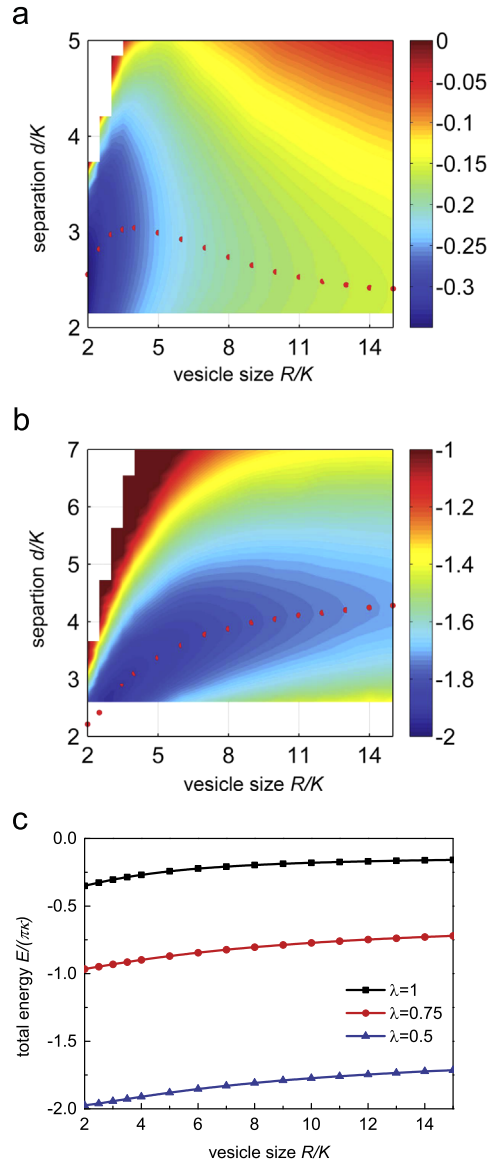 a
5
4
3
2
separation d/K
2 5 8 11 14
vesicle size R/K
0
-0.05
-0.1
-0.15
-0.2
-0.25
-0.3
b
7
6
5
4
3
2
separtion d/K
2 5 8 11 14
vesicle size R/K
-1
-1.2
-1.4
-1.6
-1.8
-2
c
0.0
-0.5
-1.0
-1.5
-2.0
total energy E/(πκ)
λ=1
λ=0.75
λ=0.5
2 4 6 8 10 12 14
vesicle size R/K